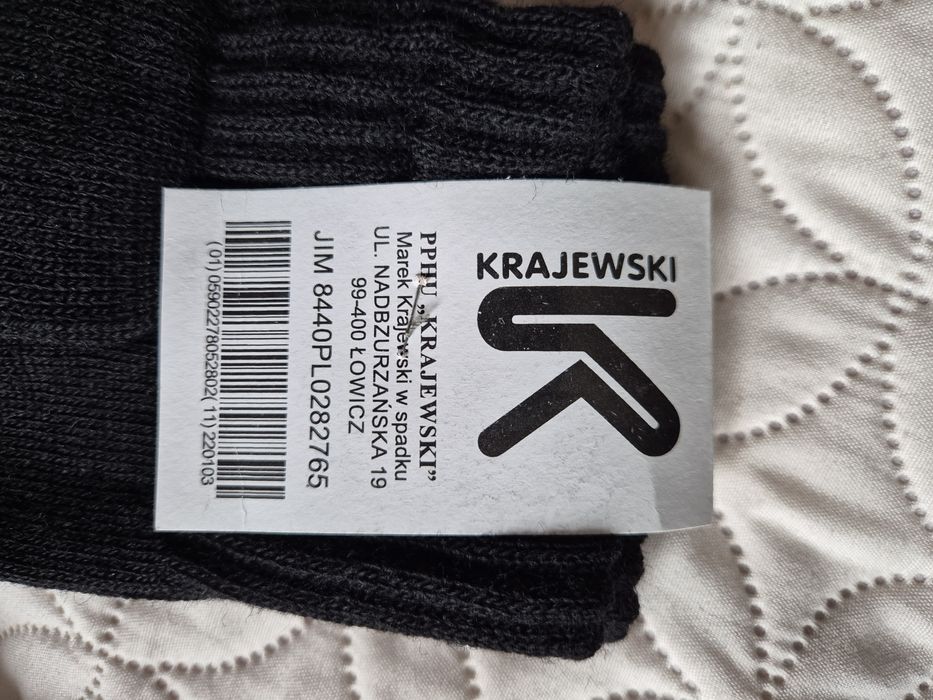 KRAJEWSKI
PPHU „KRAJEWSKI”
Marek Krajewski w spadku
UL. NADBZURZAŃSKA 19
99-400 ŁOWICZ
JIM 8440PL0282765
(01) 05902278052802(11) 220103